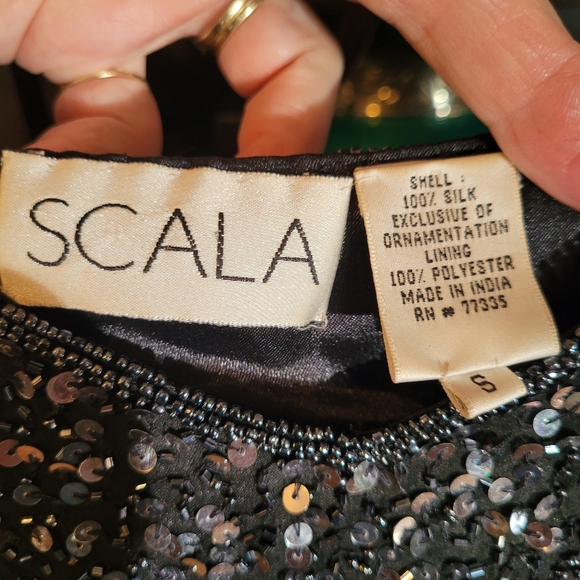 SCALA
SHELL :
100% SILK
EXCLUSIVE OF
ORNAMENTATION
LINING
100% POLYESTER
MADE IN INDIA
RN # 77335
S